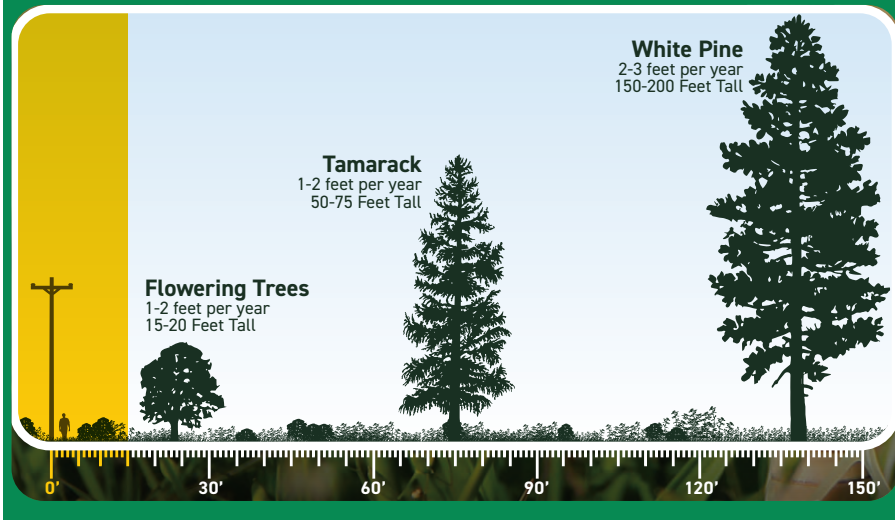 White Pine
2-3 feet per year
150-200 Feet Tall
Tamarack
1-2 feet per year
50-75 Feet Tall
Flowering Trees
1-2 feet per year
15-20 Feet Tall
0' 30' 60' 90' 120' 150'